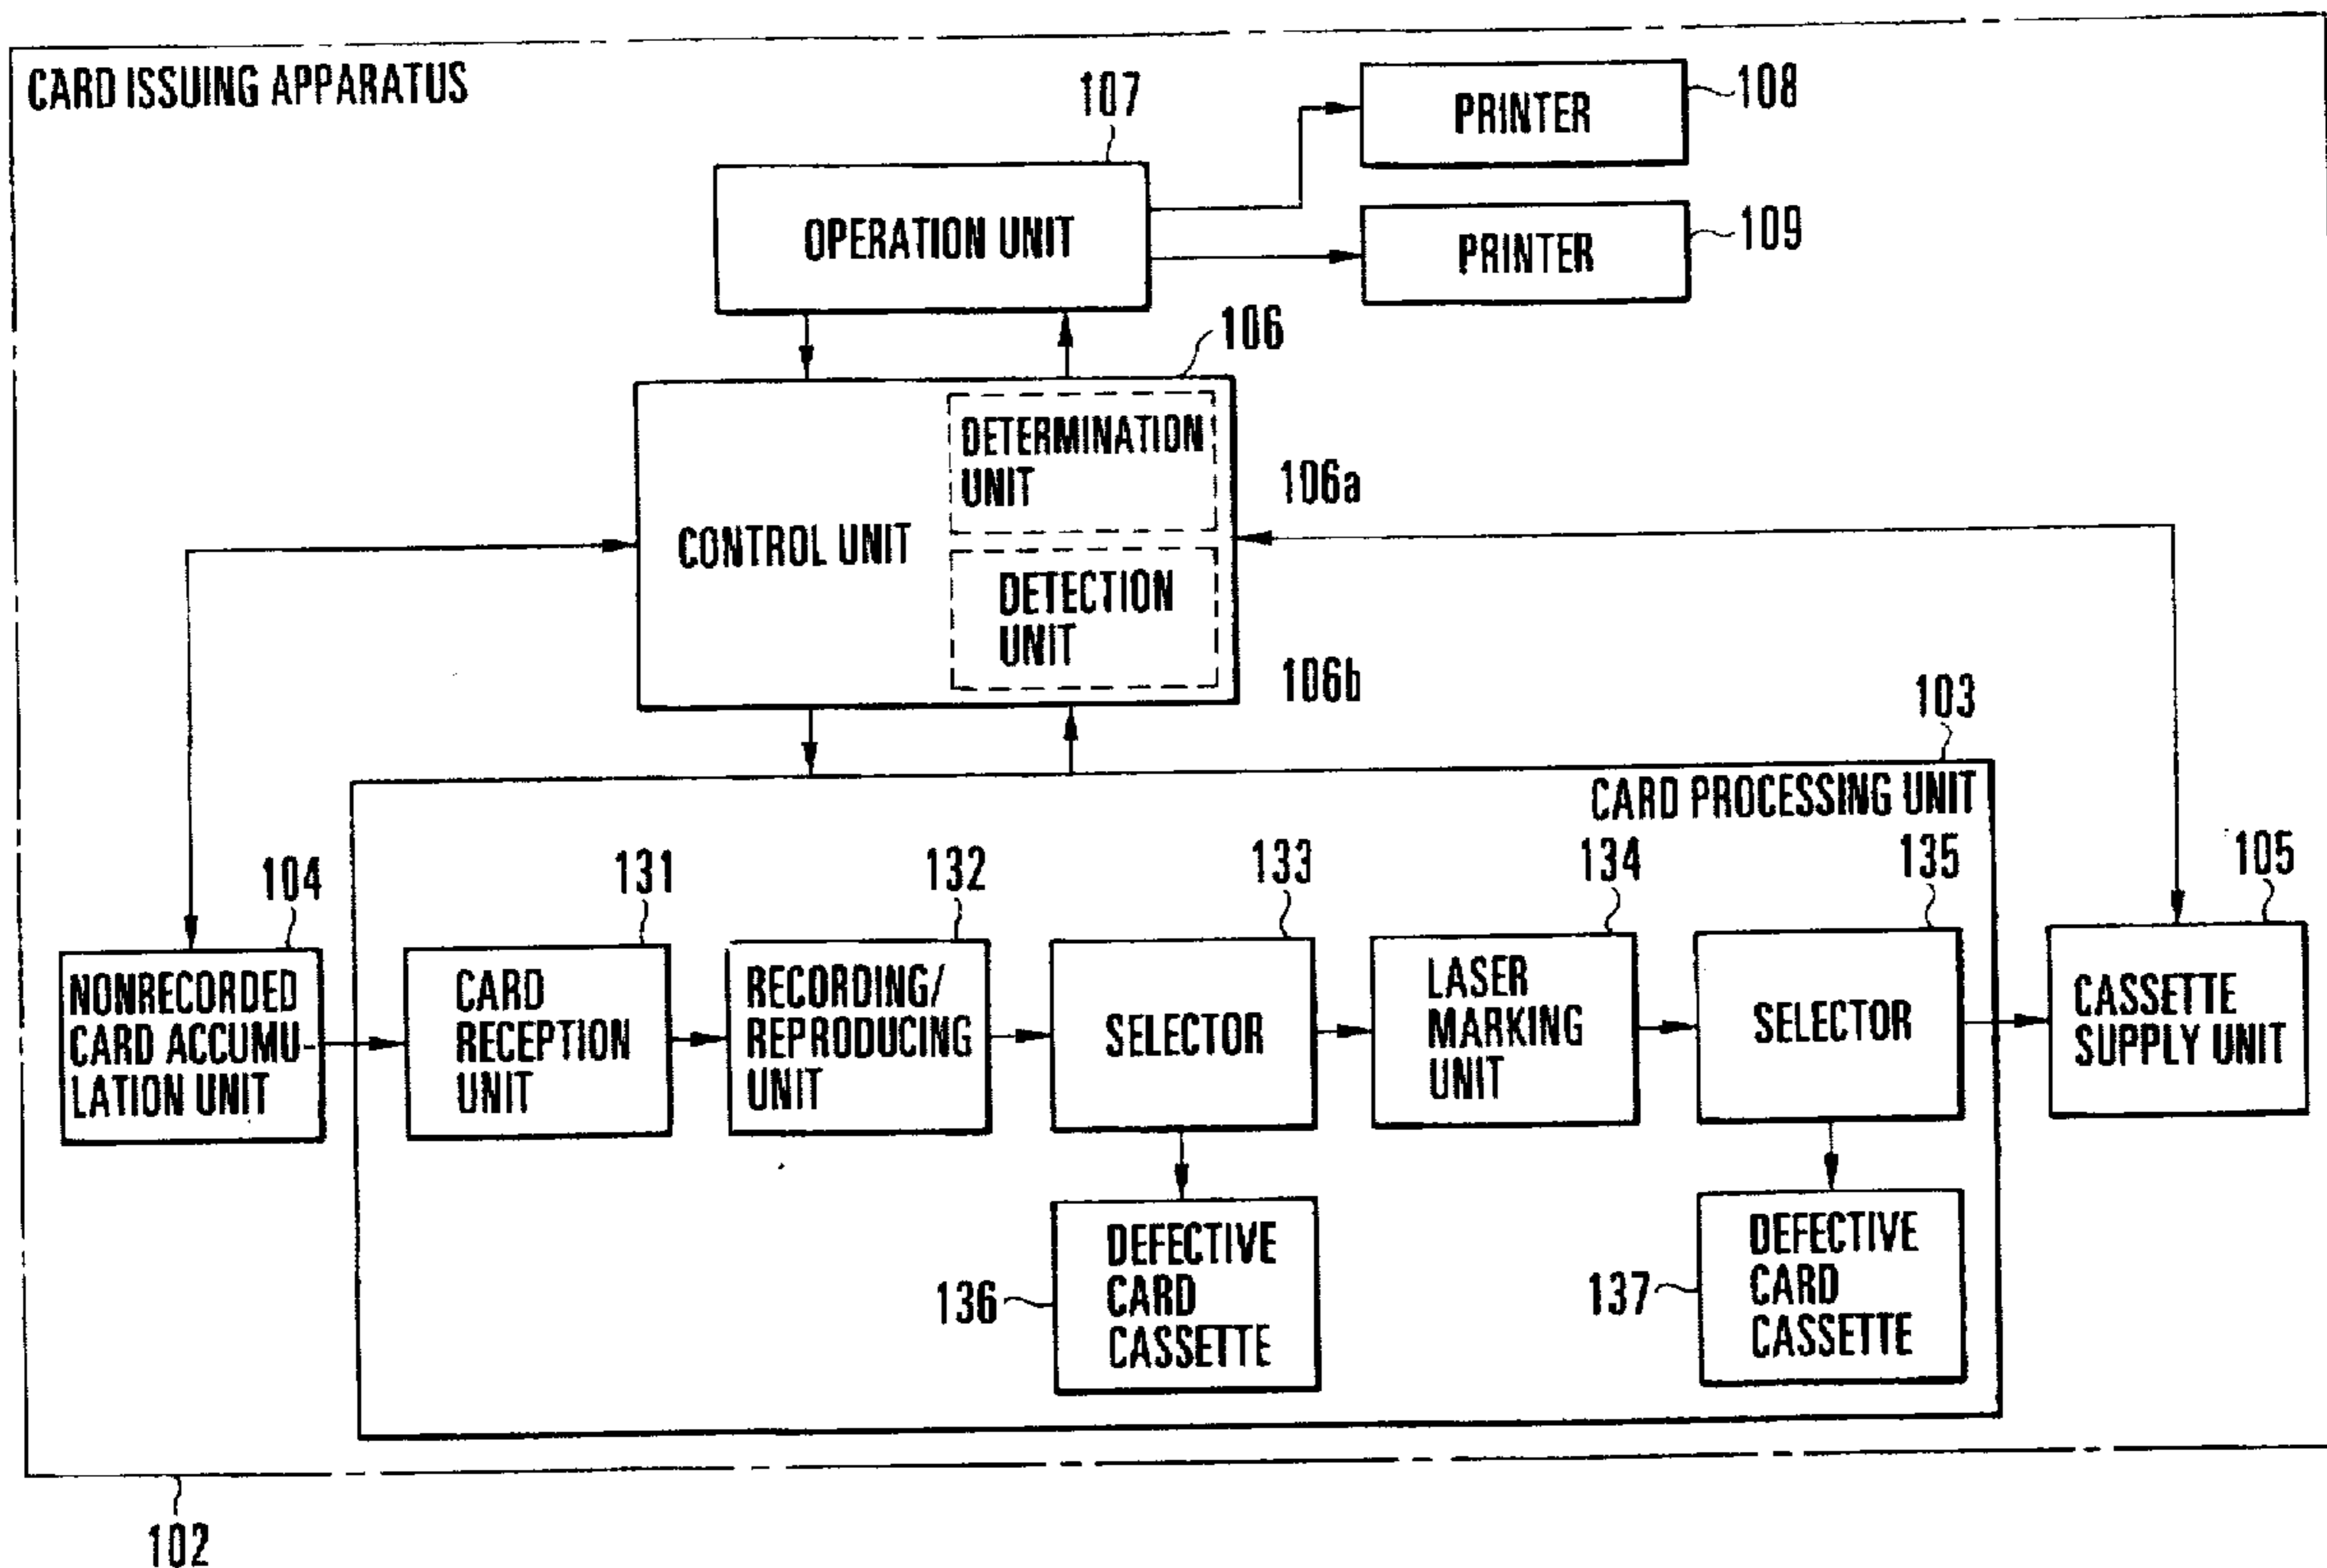 CARD ISSUING APPARATUS
107
PRINTER
108
OPERATION UNIT
PRINTER
109
106
DETERMINATION
UNIT
106a
CONTROL UNIT
DETECTION
UNIT
106b
103
CARD PROCESSING UNIT
104
131
132
133
134
135
105
NONRECORDED
CARD ACCUMU-
LATION UNIT
CARD
RECEPTION
UNIT
RECORDING/
REPRODUCING
UNIT
SELECTOR
LASER
MARKING
UNIT
SELECTOR
CASSETTE
SUPPLY UNIT
136
DEFECTIVE
CARD
CASSETTE
137
DEFECTIVE
CARD
CASSETTE
102